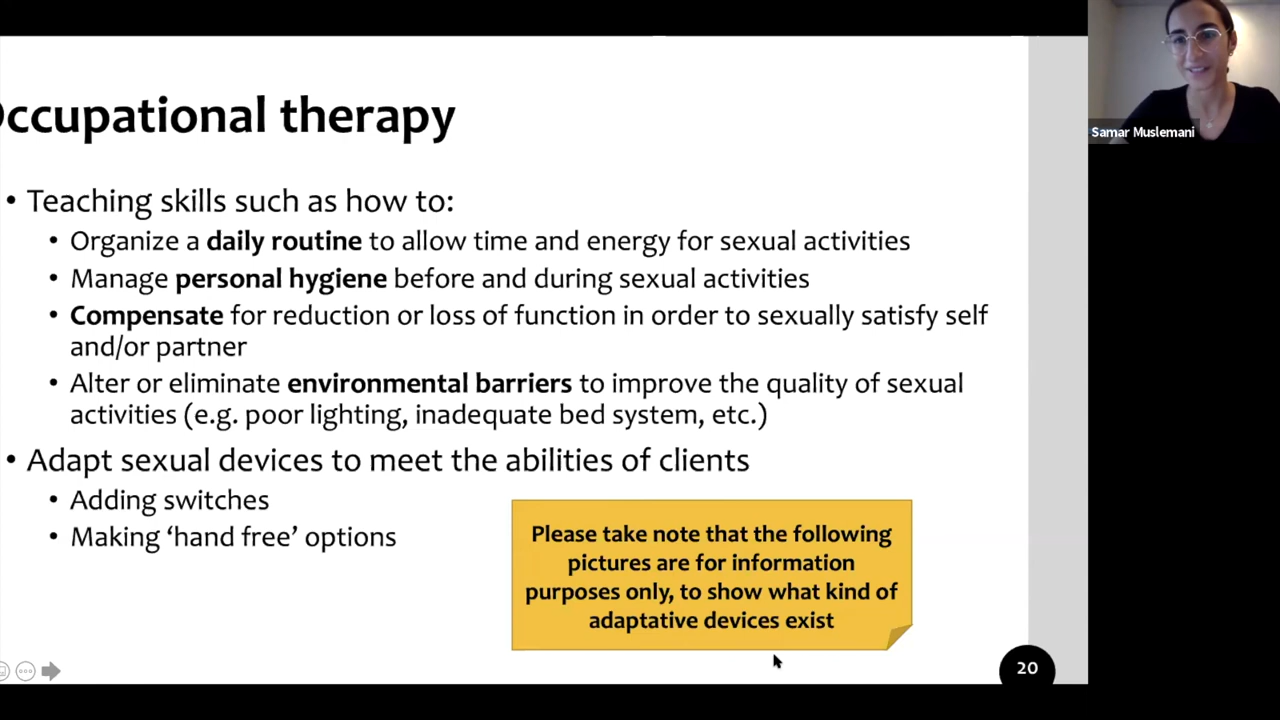 ccupational therapy
Samar Muslemani
• Teaching skills such as how to:
• Organize a daily routine to allow time and energy for sexual activities
• Manage personal hygiene before and during sexual activities
• Compensate for reduction or loss of function in order to sexually satisfy self
and/or partner
• Alter or eliminate environmental barriers to improve the quality of sexual
activities (e.g. poor lighting, inadequate bed system, etc.)
• Adapt sexual devices to meet the abilities of clients
• Adding switches
• Making ‘hand free’ options
Please take note that the following
pictures are for information
purposes only, to show what kind of
adaptative devices exist
20